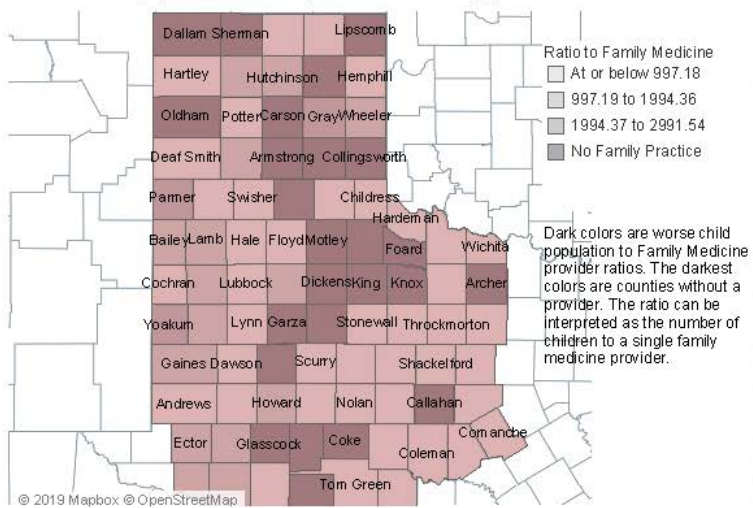 Dallam Sherman Lipscomb
Ratio to Family Medicine
At or below 997.18
997.19 to 1994.36
1994.37 to 2991.54
No Family Practice
Hartley Hutchinson Hemphill
Oldham Potter Carson Gray Wheeler
Deaf Smith Armstrong Collingsworth
Parmer Swisher Childress
Hardeman
Bailey Lamb Hale Floyd Motley Foard Wichita
Cochran Lubbock Dickens King Knox Archer
Yoakum Lynn Garza Stonewall Throckmorton
Gaines Dawson Scurry Shackelford
Andrews Howard Nolan Callahan
Ector Glasscock Coke Coleman Comanche
Tom Green
Dark colors are worse child
population to Family Medicine
provider ratios. The darkest
colors are counties without a
provider. The ratio can be
interpreted as the number of
children to a single family
medicine provider.
© 2019 Mapbox © OpenStreetMap